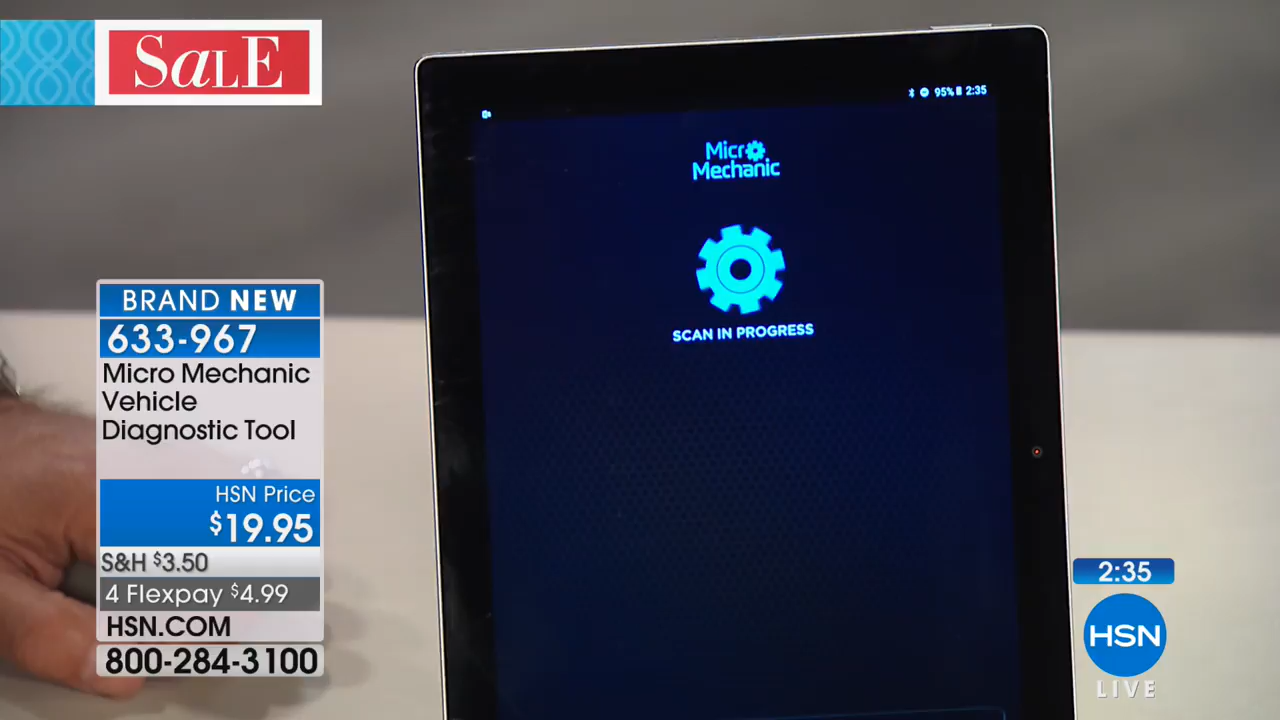 SaLE
95% 2:35
Micro
Mechanic
SCAN IN PROGRESS
BRAND NEW
633-967
Micro Mechanic
Vehicle
Diagnostic Tool
HSN Price
$19.95
S&H $3.50
4 Flexpay $4.99
HSN.COM
800-284-3100
2:35
HSN
LIVE